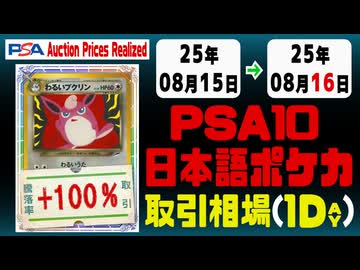 PSA Auction Prices Realized
25年
08月15日
25年
08月16日
わるいプクリン HP60
わるいうた
騰落率
+100%
取引
PSA10
日本語ポケカ
取引相場(1D